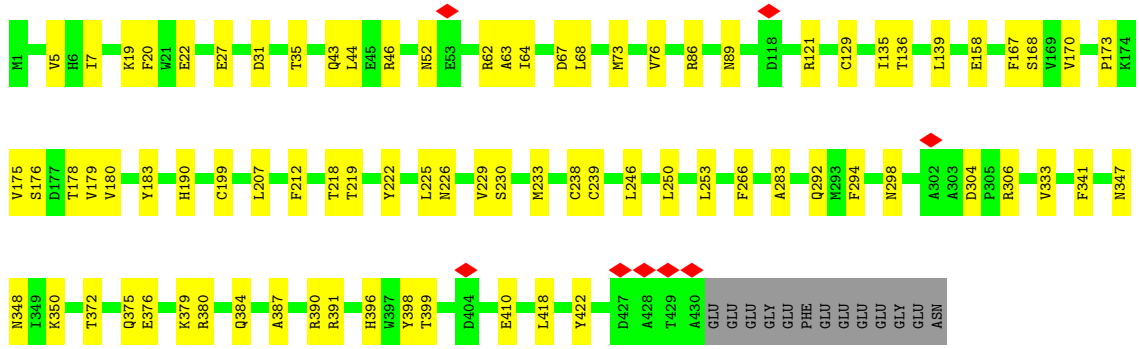 M1 V5 H6 I7 K19 F20 W21 E22 E27 D31 T35 Q43 L44 E45 R46 N52 E53 R62 A63 I64 D67 L68 M73 V76 R86 N89 D118 R121 C129 I135 T136 L139 E158 F167 S168 V169 V170 P173 K174
V175 S176 D177 T178 V179 V180 Y183 H190 C199 L207 F212 T218 T219 Y222 L225 N226 V229 S230 M233 C238 C239 L246 L250 L253 F266 A283 Q292 M293 F294 N298 A302 A303 D304 P305 R306 V333 F341 N347
N348 I349 K350 T372 Q375 E376 K379 R380 Q384 A387 R390 R391 H396 W397 Y398 T399 D404 E410 L418 Y422 D427 A428 T429 A430 GLU GLU GLU GLY GLU PHE GLU GLU GLU GLU GLY GLU ASN